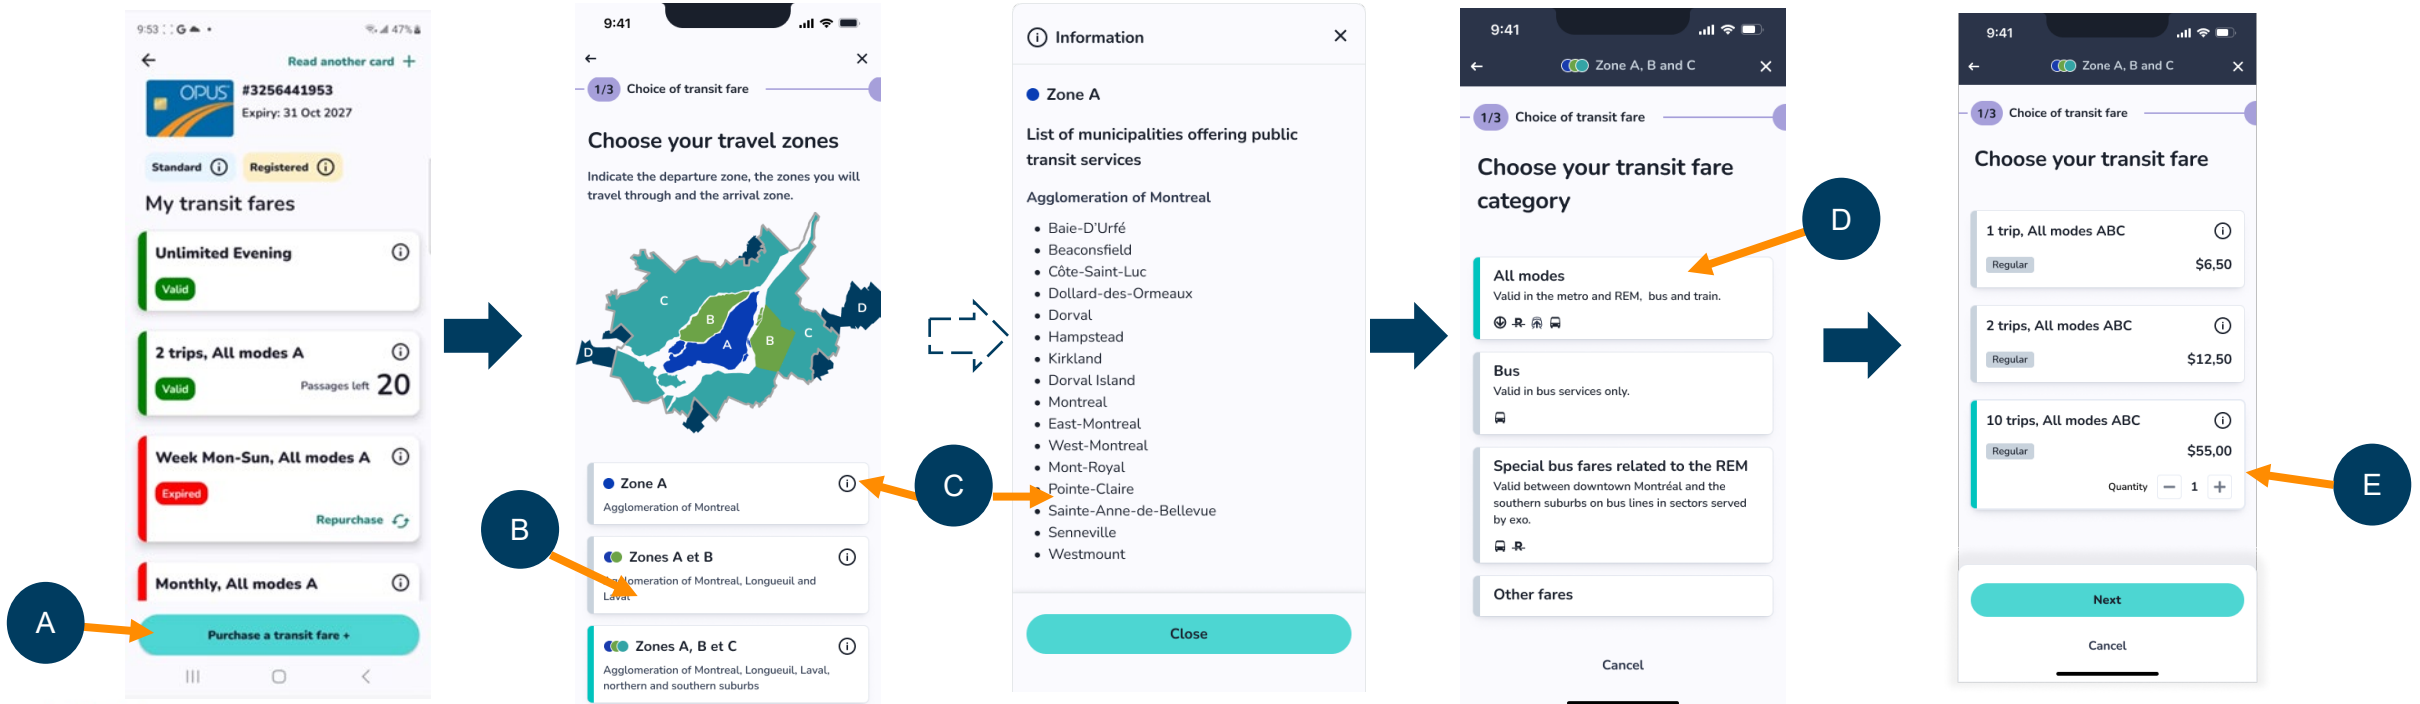 9:53
G
47%
Read another card +
OPUS
#3256441953
Expiry: 31 Oct 2027
Standard
Registered
My transit fares
Unlimited Evening
Valid
2 trips, All modes A
Valid
Passages left 20
Week Mon-Sun, All modes A
Expired
Repurchase
Monthly, All modes A
Purchase a transit fare +
A
9:41
1/3 Choice of transit fare
Choose your travel zones
Indicate the departure zone, the zones you will
travel through and the arrival zone.
C
B
A
B
C
D
D
Zone A
Agglomeration of Montreal
Zones A et B
Agglomeration of Montreal, Longueuil and
Laval
Zones A, B et C
Agglomeration of Montreal, Longueuil, Laval,
northern and southern suburbs
B
C
Information
Zone A
List of municipalities offering public
transit services
Agglomeration of Montreal
• Baie-D'Urfé
• Beaconsfield
• Côte-Saint-Luc
• Dollard-des-Ormeaux
• Dorval
• Hampstead
• Kirkland
• Dorval Island
• Montreal
• East-Montreal
• West-Montreal
• Mont-Royal
• Pointe-Claire
• Sainte-Anne-de-Bellevue
• Senneville
• Westmount
Close
9:41
Zone A, B and C
1/3 Choice of transit fare
Choose your transit fare
category
All modes
Valid in the metro and REM, bus and train.
Bus
Valid in bus services only.
Special bus fares related to the REM
Valid between downtown Montréal and the
southern suburbs on bus lines in sectors served
by exo.
Other fares
Cancel
D
9:41
Zone A, B and C
1/3 Choice of transit fare
Choose your transit fare
1 trip, All modes ABC
Regular
$6,50
2 trips, All modes ABC
Regular
$12,50
10 trips, All modes ABC
Regular
$55,00
Quantity − 1 +
Next
Cancel
E